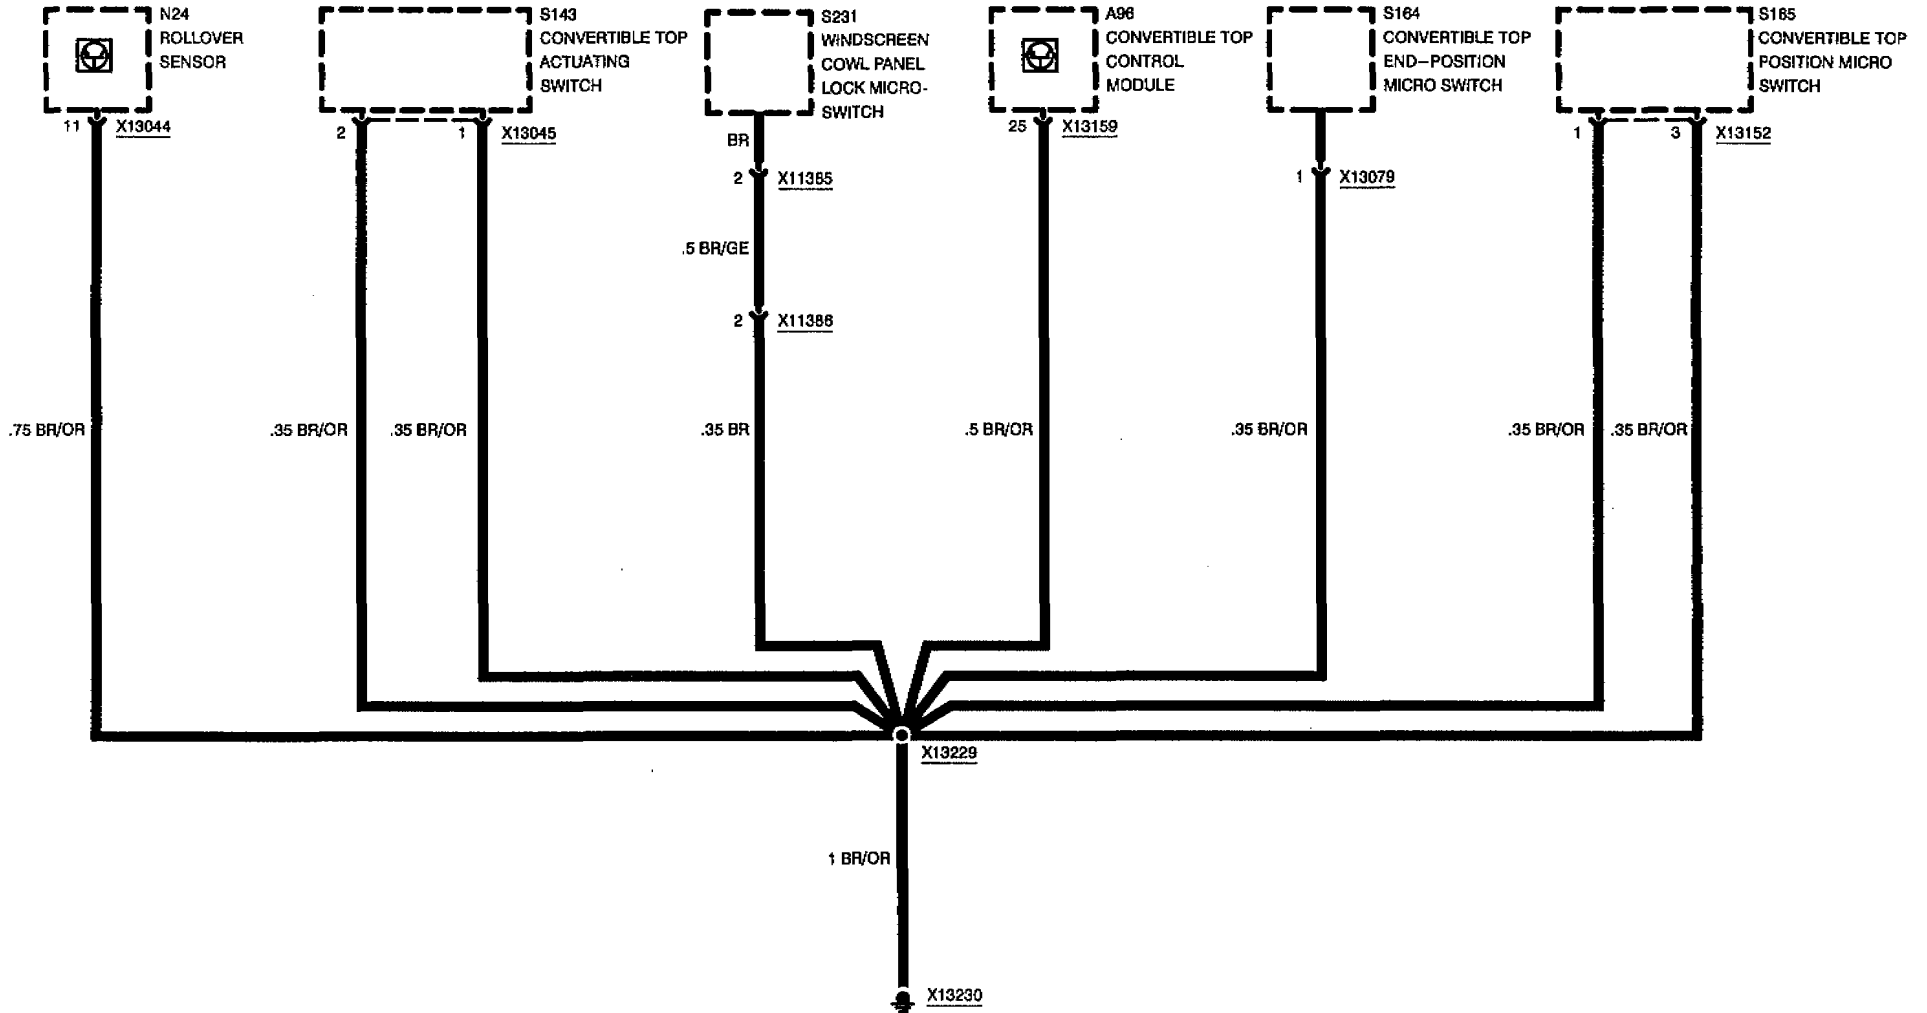 N24
ROLLOVER
SENSOR
S143
CONVERTIBLE TOP
ACTUATING
SWITCH
S231
WINDSCREEN
COWL PANEL
LOCK MICRO-
SWITCH
A96
CONVERTIBLE TOP
CONTROL
MODULE
S164
CONVERTIBLE TOP
END-POSITION
MICRO SWITCH
S165
CONVERTIBLE TOP
POSITION MICRO
SWITCH
11 X13044
2
1 X13045
BR
25 X13159
1
3 X13152
2 X11385
1 X13079
.5 BR/GE
2 X11386
.75 BR/OR
.35 BR/OR
.35 BR/OR
.35 BR
.5 BR/OR
.35 BR/OR
.35 BR/OR
.35 BR/OR
X13229
1 BR/OR
X13230